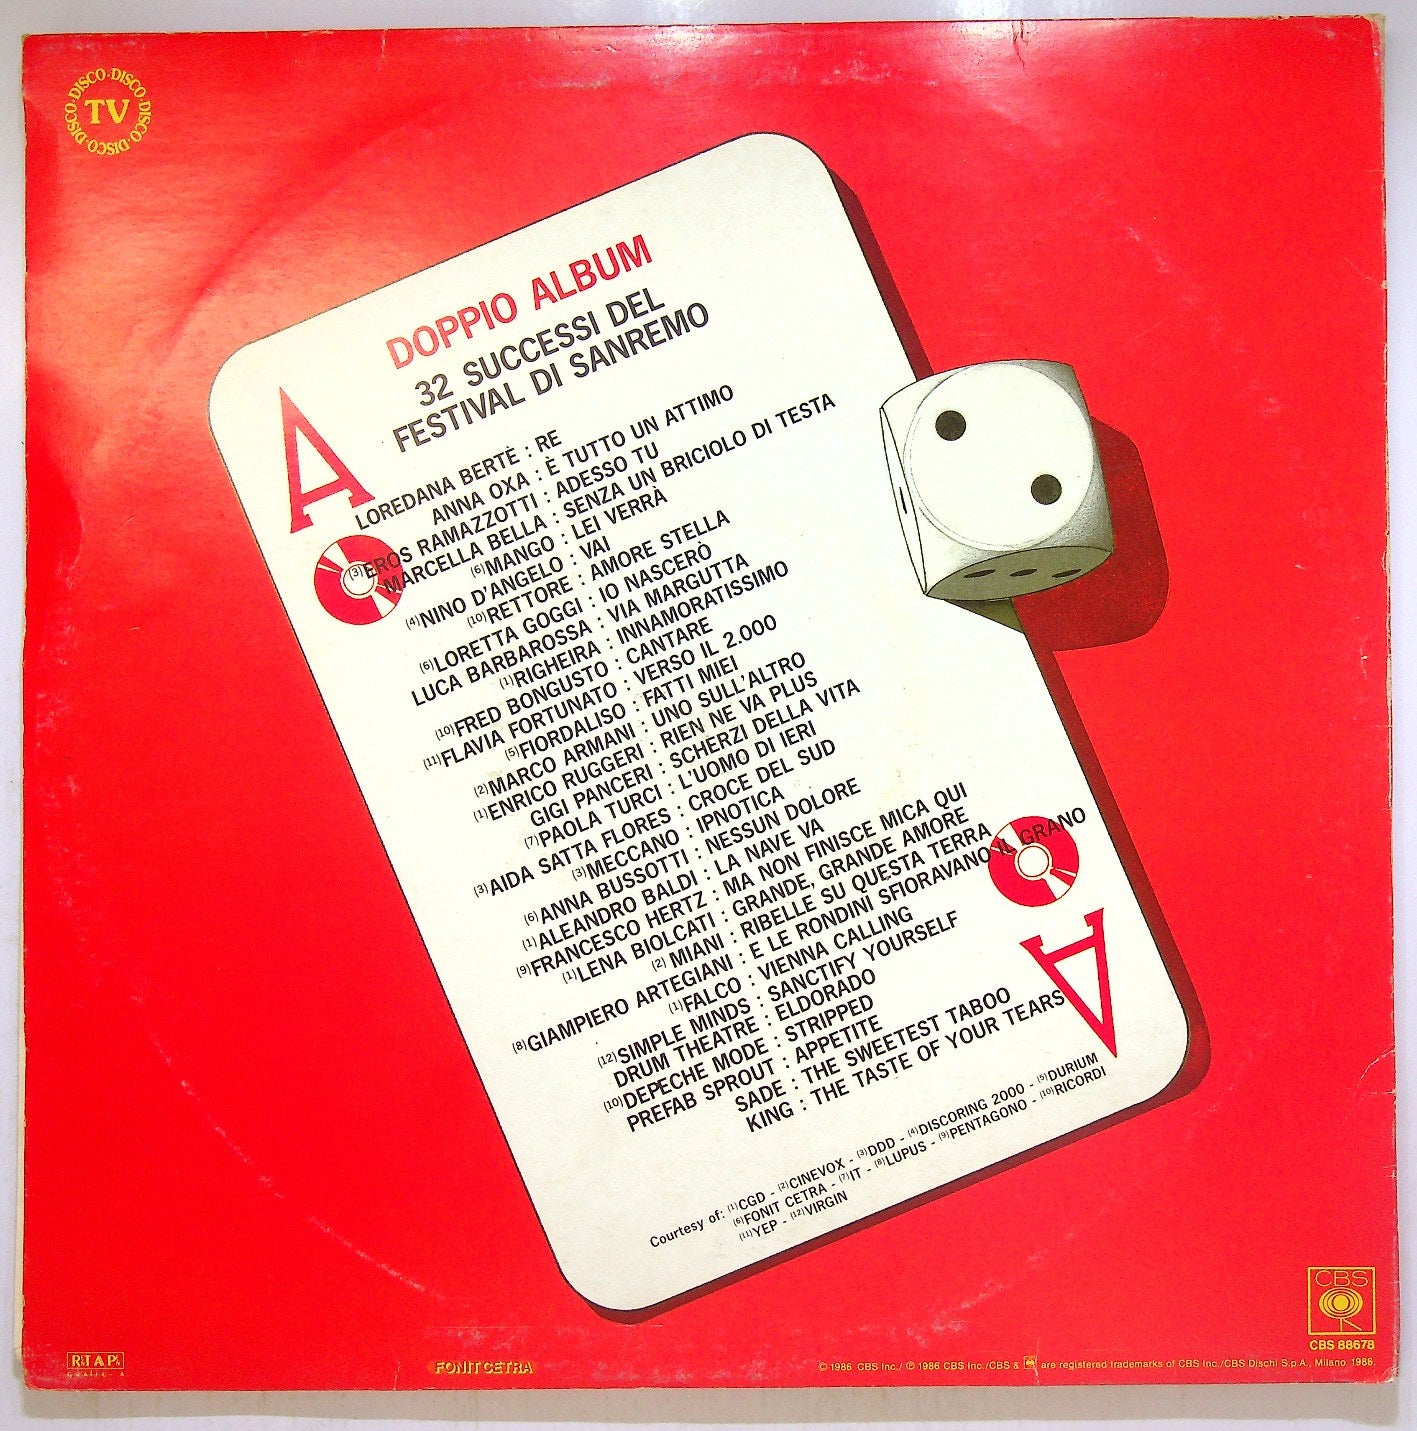 DISCO·DISCO·DISCO·DISCO·DISCO·
TV
DOPPIO ALBUM
32 SUCCESSI DEL
FESTIVAL DI SANREMO
A
LOREDANA BERTÈ : RE
ANNA OXA : È TUTTO UN ATTIMO
(3)EROS RAMAZZOTTI : ADESSO TU
MARCELLA BELLA : SENZA UN BRICIOLO DI TESTA
(6)MANGO : LEI VERRÀ
(4)NINO D'ANGELO : VAI
(10)RETTORE : AMORE STELLA
(6)LORETTA GOGGI : IO NASCERÒ
LUCA BARBAROSSA : VIA MARGUTTA
(1)RIGHEIRA : INNAMORATISSIMO
(10)FRED BONGUSTO : CANTARE
(11)FLAVIA FORTUNATO : VERSO IL 2.000
(5)FIORDALISO : FATTI MIEI
(2)MARCO ARMANI : UNO SULL'ALTRO
(1)ENRICO RUGGERI : RIEN NE VA PLUS
GIGI PANCERI : SCHERZI DELLA VITA
(7)PAOLA TURCI : L'UOMO DI IERI
(3)AIDA SATTA FLORES : CROCE DEL SUD
(3)MECCANO : IPNOTICA
(6)ANNA BUSSOTTI : NESSUN DOLORE
(1)ALEANDRO BALDI : LA NAVE VA
(9)FRANCESCO HERTZ : MA NON FINISCE MICA QUI
(1)LENA BIOLCATI : GRANDE, GRANDE AMORE
(2)MIANI : RIBELLE SU QUESTA TERRA
(8)GIAMPIERO ARTEGIANI : E LE RONDINI SFIORAVANO IL GRANO
(1)FALCO : VIENNA CALLING
(12)SIMPLE MINDS : SANCTIFY YOURSELF
DRUM THEATRE : ELDORADO
(10)DEPECHE MODE : STRIPPED
PREFAB SPROUT : APPETITE
SADE : THE SWEETEST TABOO
KING : THE TASTE OF YOUR TEARS
A
Courtesy of: (1)CGD - (2)CINEVOX - (3)DDD - (4)DISCORING 2000 - (5)DURIUM
(6)FONIT CETRA - (7)IT - (8)LUPUS - (9)PENTAGONO - (10)RICORDI
(11)YEP - (12)VIRGIN
CBS
CBS 88678
FONIT CETRA
© 1986 CBS Inc./ ℗ 1986 CBS Inc./CBS & are registered trademarks of CBS Inc./CBS Dischi S.p.A., Milano 1986.